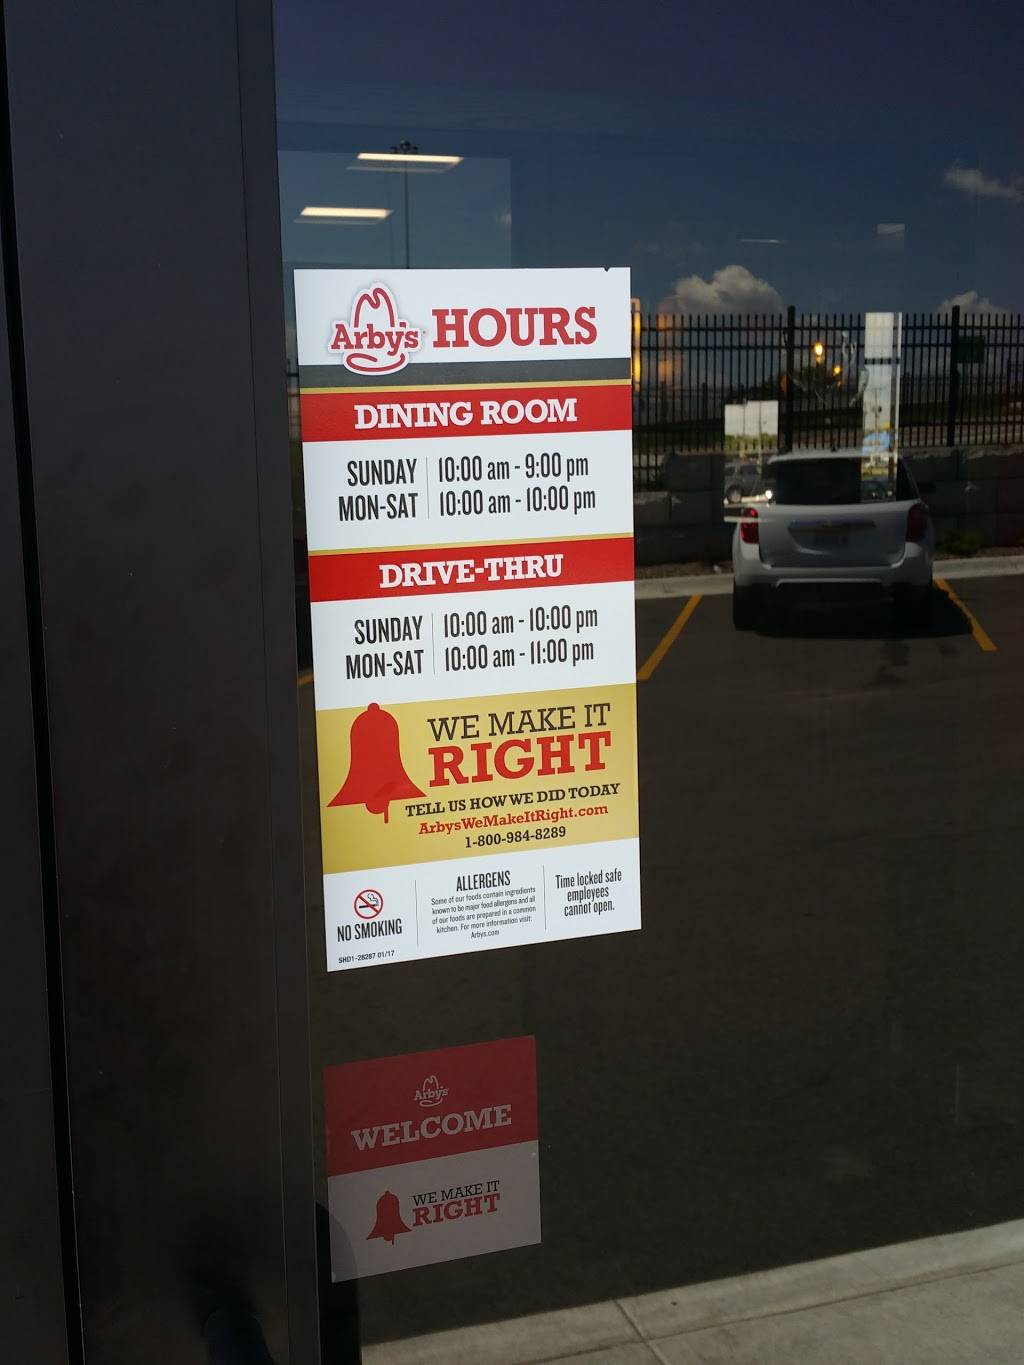 Arby's HOURS
DINING ROOM
SUNDAY 10:00 am - 9:00 pm
MON-SAT 10:00 am - 10:00 pm
DRIVE-THRU
SUNDAY 10:00 am - 10:00 pm
MON-SAT 10:00 am - 11:00 pm
WE MAKE IT
RIGHT
TELL US HOW WE DID TODAY
ArbysWeMakeItRight.com
1-800-984-8289
NO SMOKING
SHD1-28287 01/17
ALLERGENS
Some of our foods contain ingredients
known to be major food allergens and all
of our foods are prepared in a common
kitchen. For more information visit:
Arbys.com
Time locked safe
employees
cannot open.
Arby's
WELCOME
WE MAKE IT
RIGHT